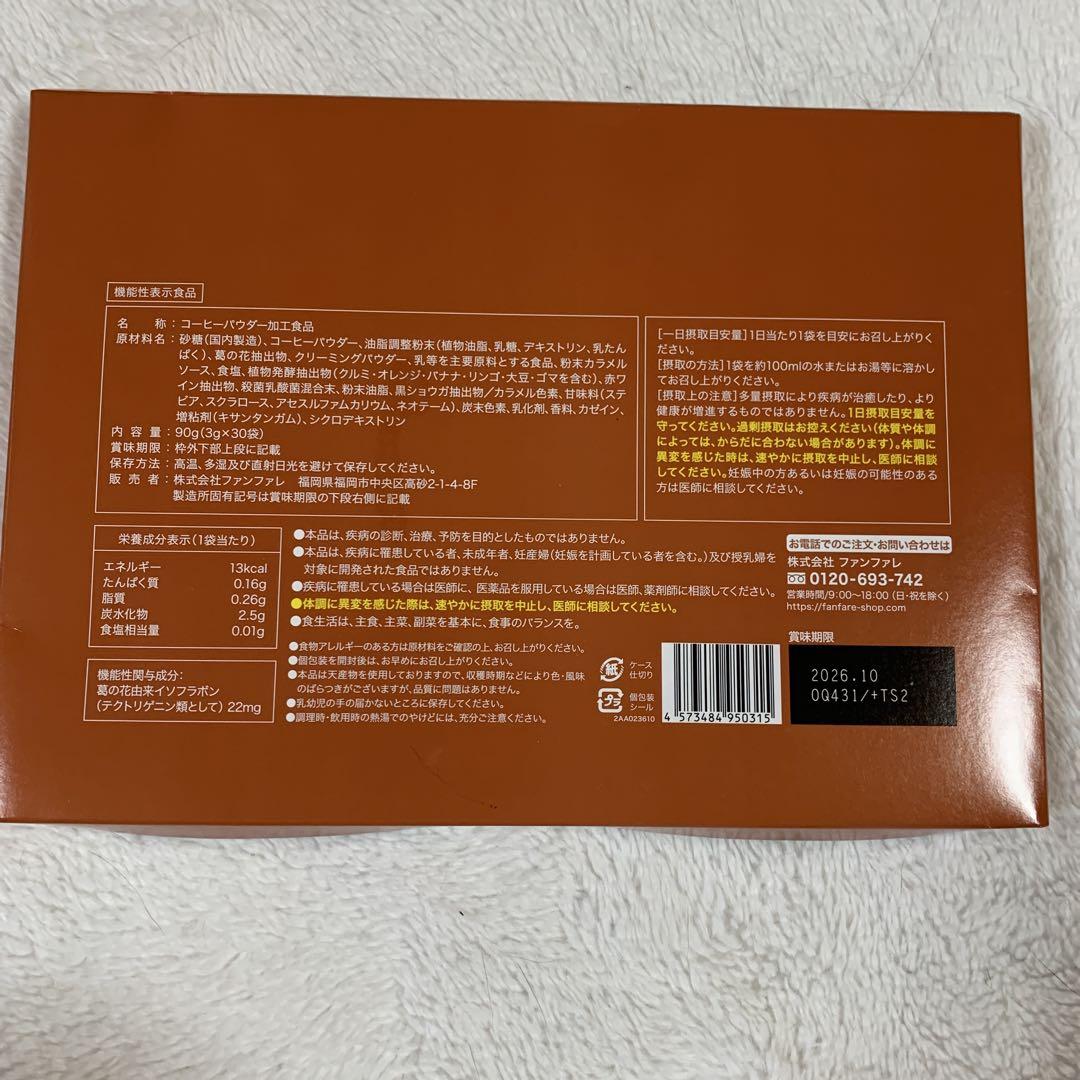 機能性表示食品
名 称：コーヒーパウダー加工食品
原材料名：砂糖(国内製造)、コーヒーパウダー、油脂調整粉末(植物油脂、乳糖、デキストリン、乳たん
ぱく)、葛の花抽出物、クリーミングパウダー、乳等を主要原料とする食品、粉末カラメル
ソース、食塩、植物発酵抽出物(クルミ・オレンジ・バナナ・リンゴ・大豆・ゴマを含む)、赤ワ
イン抽出物、殺菌乳酸菌混合末、粉末油脂、黒ショウガ抽出物／カラメル色素、甘味料(ステ
ビア、スクラロース、アセスルファムカリウム、ネオテーム)、炭末色素、乳化剤、香料、カゼイン、
増粘剤(キサンタンガム)、シクロデキストリン
内 容 量：90g(3g×30袋)
賞味期限：枠外下部上段に記載
保存方法：高温、多湿及び直射日光を避けて保存してください。
販 売 者：株式会社ファンファレ 福岡県福岡市中央区高砂2-1-4-8F
製造所固有記号は賞味期限の下段右側に記載
[一日摂取目安量]1日当たり1袋を目安にお召し上がりく
ださい。
[摂取の方法]1袋を約100mlの水またはお湯等に溶かし
てお召し上がりください。
[摂取上の注意]多量摂取により疾病が治癒したり、より
健康が増進するものではありません。1日摂取目安量を
守ってください。過剰摂取はお控えください(体質や体調
によっては、からだに合わない場合があります)。体調に
異変を感じた時は、速やかに摂取を中止し、医師に相談
してください。妊娠中の方あるいは妊娠の可能性のある
方は医師に相談してください。
栄養成分表示(1袋当たり)
エネルギー 13kcal
たんぱく質 0.16g
脂質 0.26g
炭水化物 2.5g
食塩相当量 0.01g
機能性関与成分：
葛の花由来イソフラボン
(テクトリゲニン類として) 22mg
●本品は、疾病の診断、治療、予防を目的としたものではありません。
●本品は、疾病に罹患している者、未成年者、妊産婦(妊娠を計画している者を含む。)及び授乳婦を
対象に開発された食品ではありません。
●疾病に罹患している場合は医師に、医薬品を服用している場合は医師、薬剤師に相談してください。
●体調に異変を感じた際は、速やかに摂取を中止し、医師に相談してください。
●食生活は、主食、主菜、副菜を基本に、食事のバランスを。
●食物アレルギーのある方は原材料をご確認の上、お召し上がりください。
●個包装を開封後は、お早めにお召し上がりください。
●本品は天産物を使用しておりますので、収穫時期などにより色・風味
のばらつきがございますが、品質に問題はありません。
●乳幼児の手の届かないところに保存してください。
●調理時・飲用時の熱湯でのやけどには、充分ご注意ください。
紙 ケース
仕切り
プラ 個包装
シール
2AA023610
4 573484 950315
お電話でのご注文・お問い合わせは
株式会社 ファンファレ
0120-693-742
営業時間/9:00〜18:00 (日・祝を除く)
https://fanfare-shop.com/
賞味期限
2026.10
0Q431/+TS2